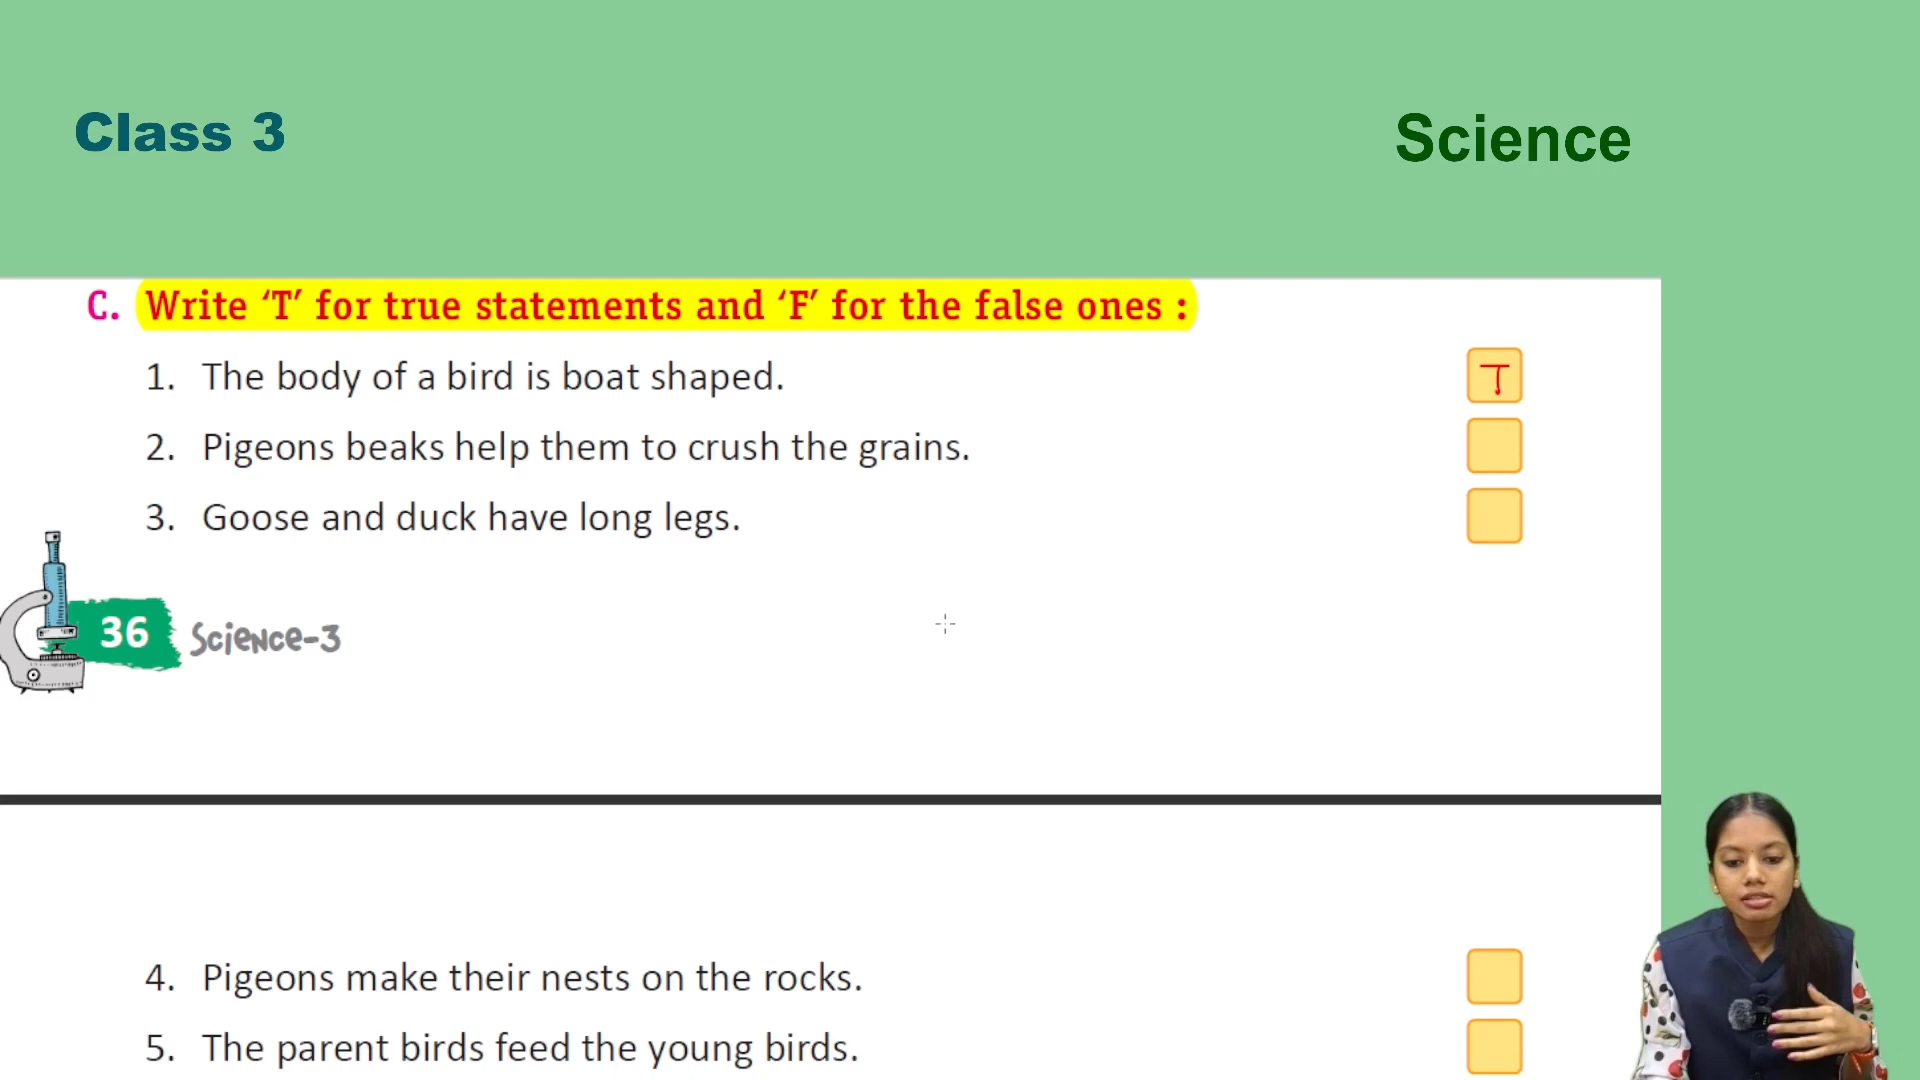 Class 3
Science
C. Write ‘T’ for true statements and ‘F’ for the false ones :
1. The body of a bird is boat shaped. T
2. Pigeons beaks help them to crush the grains.
3. Goose and duck have long legs.
36 Science-3
4. Pigeons make their nests on the rocks.
5. The parent birds feed the young birds.